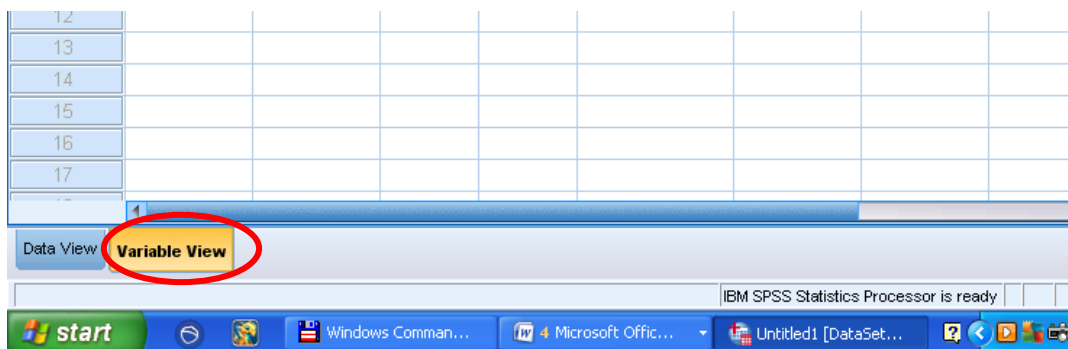 12
13
14
15
16
17
Data View Variable View
IBM SPSS Statistics Processor is ready
start Windows Comman... 4 Microsoft Offic... Untitled1 [DataSet... ?